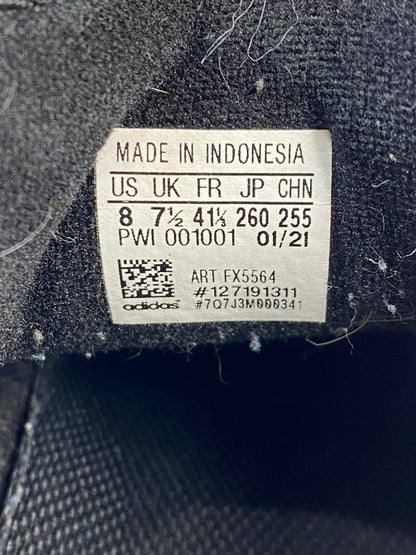 MADE IN INDONESIA
US UK FR JP CHN
8 7½ 41⅓ 260 255
PWI 001001 01/21
ART FX5564
#127191311
adidas #7Q7J3M000341